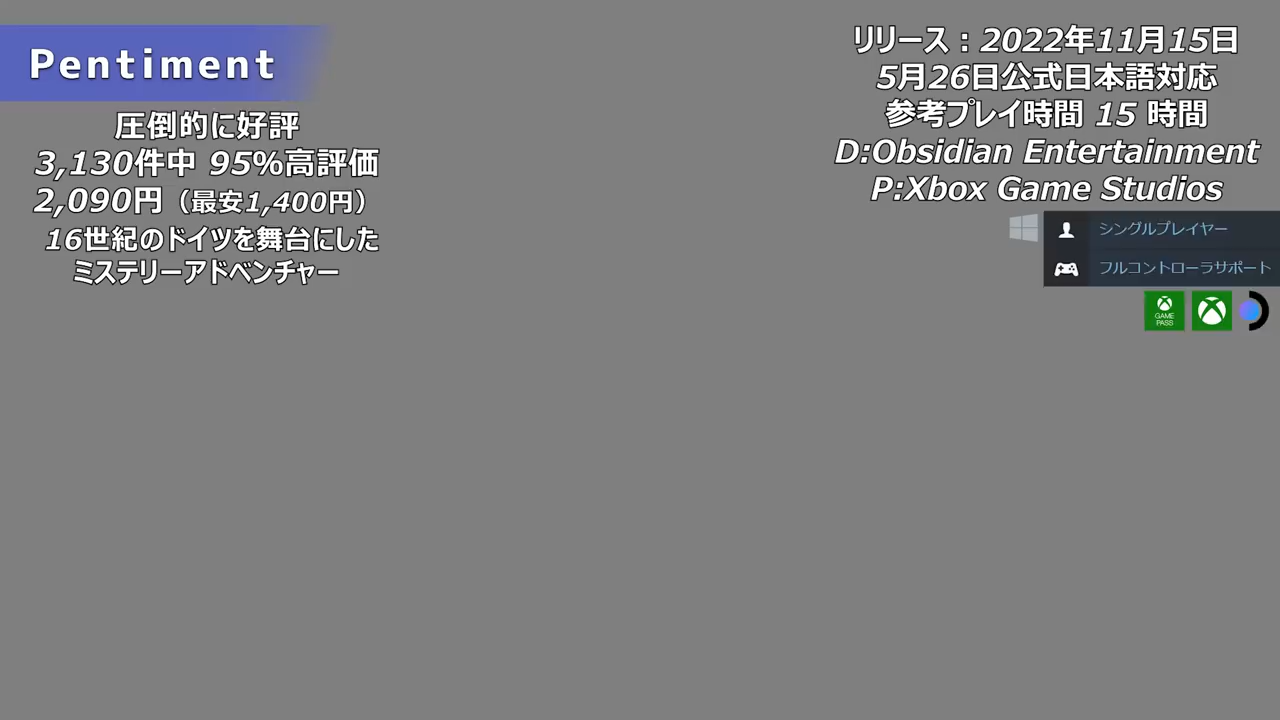 Pentiment
圧倒的に好評
3,130件中 95%高評価
2,090円（最安1,400円）
16世紀のドイツを舞台にした
ミステリーアドベンチャー
リリース：2022年11月15日
5月26日公式日本語対応
参考プレイ時間 15 時間
D:Obsidian Entertainment
P:Xbox Game Studios
シングルプレイヤー
フルコントローラサポート
GAME
PASS